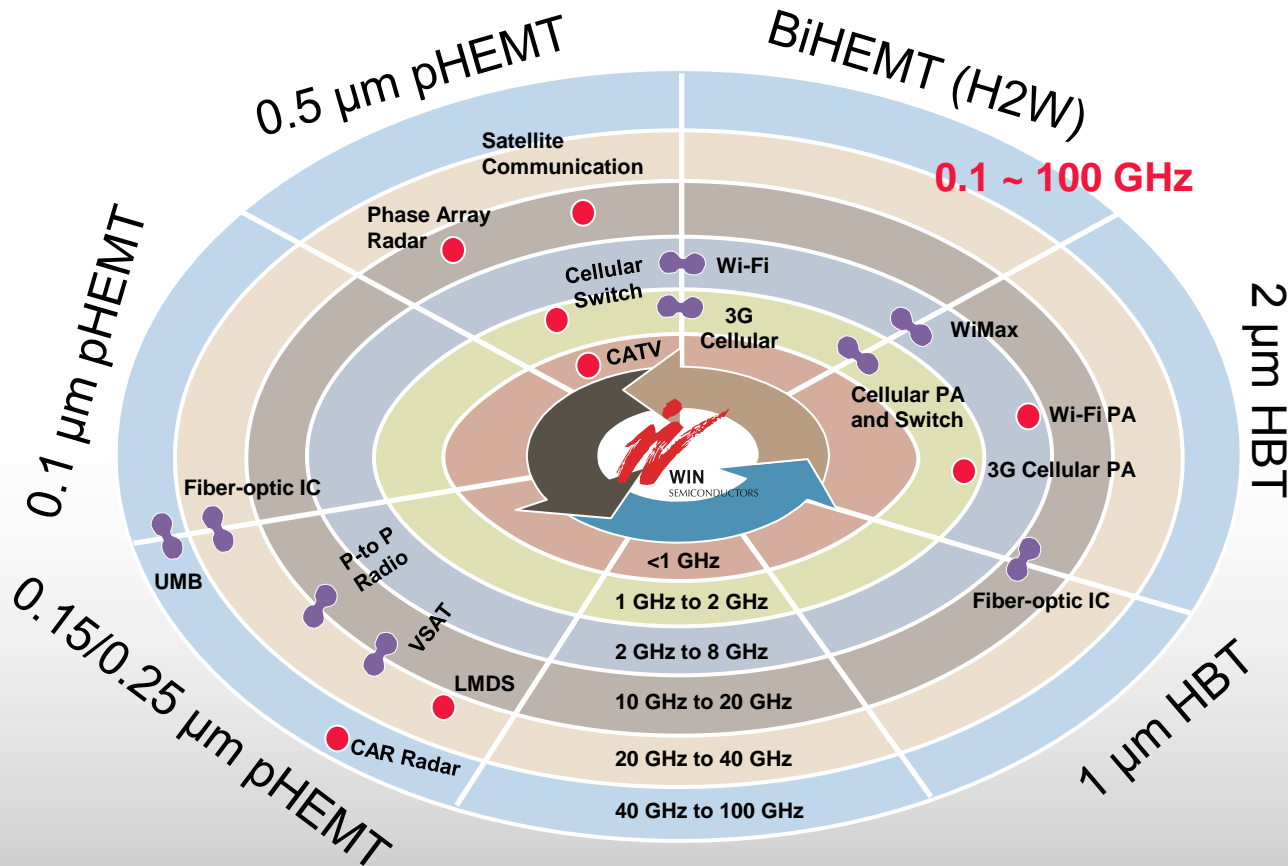 0.5 µm pHEMT
BiHEMT (H2W)
0.1 ~ 100 GHz
Satellite
Communication
Phase Array
Radar
Cellular
Switch
Wi-Fi
3G
Cellular
CATV
WiMax
Cellular PA
and Switch
Wi-Fi PA
3G Cellular PA
2 µm HBT
0.1 µm pHEMT
WIN
SEMICONDUCTORS
Fiber-optic IC
UMB
P-to P
Radio
VSAT
LMDS
CAR Radar
Fiber-optic IC
<1 GHz
1 GHz to 2 GHz
2 GHz to 8 GHz
10 GHz to 20 GHz
20 GHz to 40 GHz
40 GHz to 100 GHz
0.15/0.25 µm pHEMT
1 µm HBT